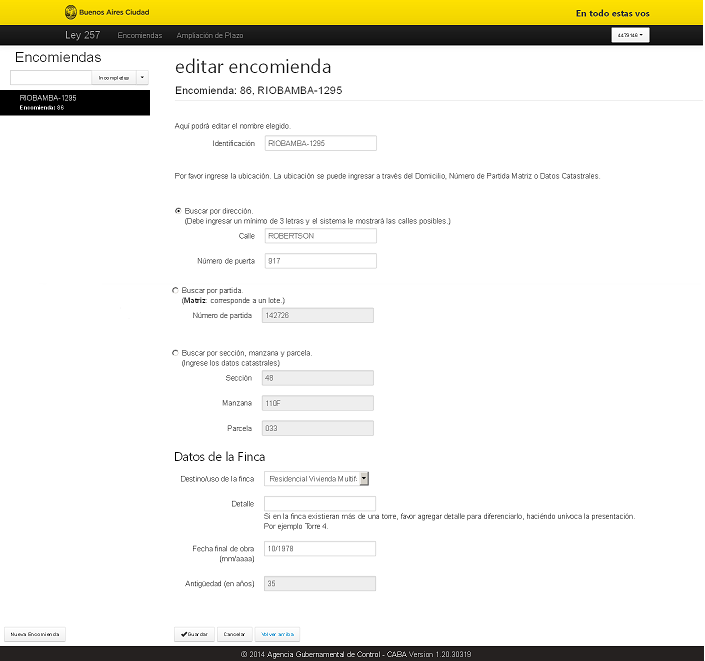 Buenos Aires Ciudad
En todo estas vos
Ley 257
Encomiendas
Ampliación de Plazo
4479146
Encomiendas
Incompletas
RIOBAMBA-1295
Encomienda: 86
editar encomienda
Encomienda: 86, RIOBAMBA-1295
Aquí podrá editar el nombre elegido.
Identificación
RIOBAMBA-1295
Por favor ingrese la ubicación. La ubicación se puede ingresar a través del Domicilio, Número de Partida Matriz o Datos Catastrales.
Buscar por dirección.
(Debe ingresar un mínimo de 3 letras y el sistema le mostrará las calles posibles.)
Calle
ROBERTSON
Número de puerta
917
Buscar por partida.
(Matriz: corresponde a un lote.)
Número de partida
142726
Buscar por sección, manzana y parcela.
(Ingrese los datos catastrales)
Sección
48
Manzana
110F
Parcela
033
Datos de la Finca
Destino/uso de la finca
Residencial Vivienda Multif
Detalle
Si en la finca existieran más de una torre, favor agregar detalle para diferenciarlo, haciéndo unívoca la presentación.
Por ejemplo Torre 4.
Fecha final de obra
(mm/aaaa)
10/1978
Antigüedad (en años)
35
Nueva Encomienda
Guardar
Cancelar
Volver arriba
© 2014 Agencia Gubernamental de Control - CABA Version 1.20.30319